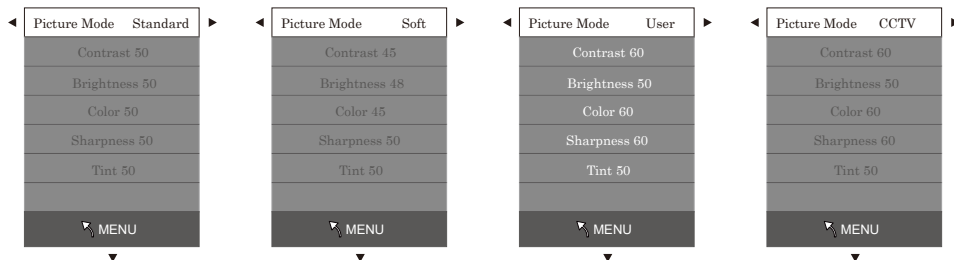 Picture Mode Standard
Contrast 50
Brightness 50
Color 50
Sharpness 50
Tint 50
MENU
Picture Mode Soft
Contrast 45
Brightness 48
Color 45
Sharpness 50
Tint 50
MENU
Picture Mode User
Contrast 60
Brightness 50
Color 60
Sharpness 60
Tint 50
MENU
Picture Mode CCTV
Contrast 60
Brightness 50
Color 60
Sharpness 60
Tint 50
MENU